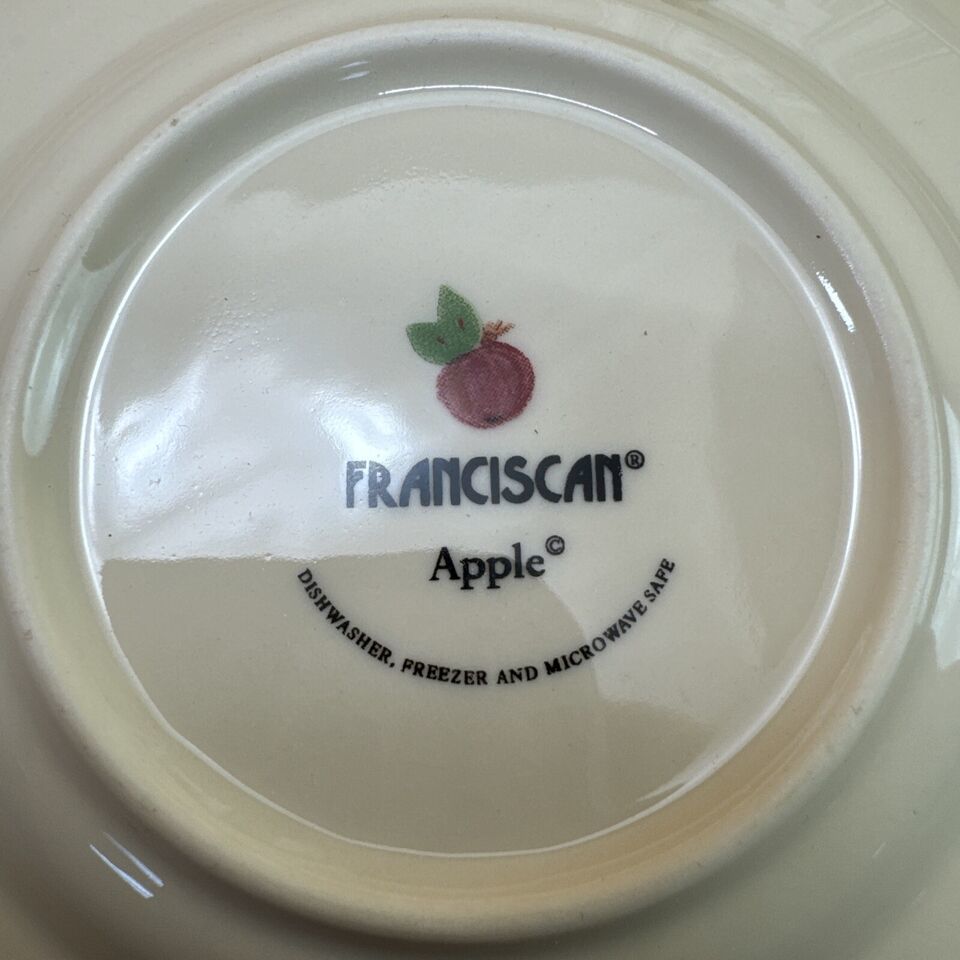 FRANCISCAN®
Apple©
DISHWASHER, FREEZER AND MICROWAVE SAFE